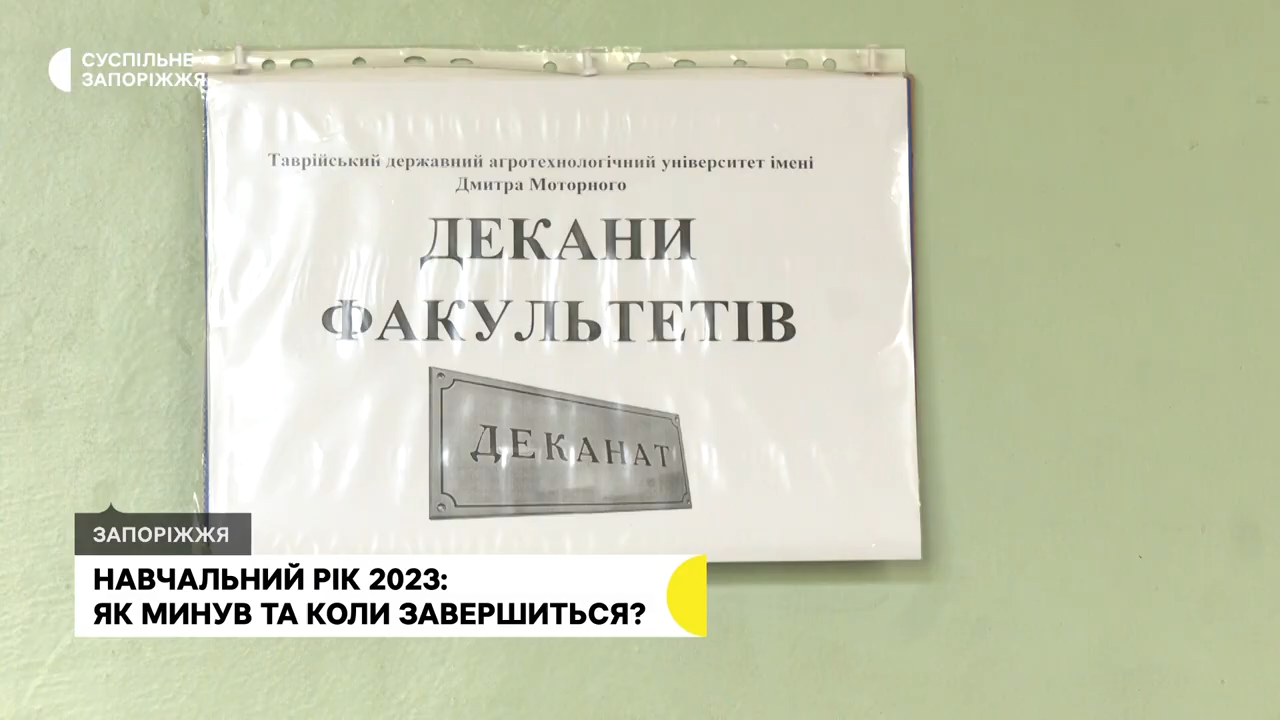 СУСПІЛЬНЕ
ЗАПОРІЖЖЯ
Таврійський державний агротехнологічний університет імені
Дмитра Моторного
ДЕКАНИ
ФАКУЛЬТЕТІВ
ДЕКАНАТ
ЗАПОРІЖЖЯ
НАВЧАЛЬНИЙ РІК 2023:
ЯК МИНУВ ТА КОЛИ ЗАВЕРШИТЬСЯ?